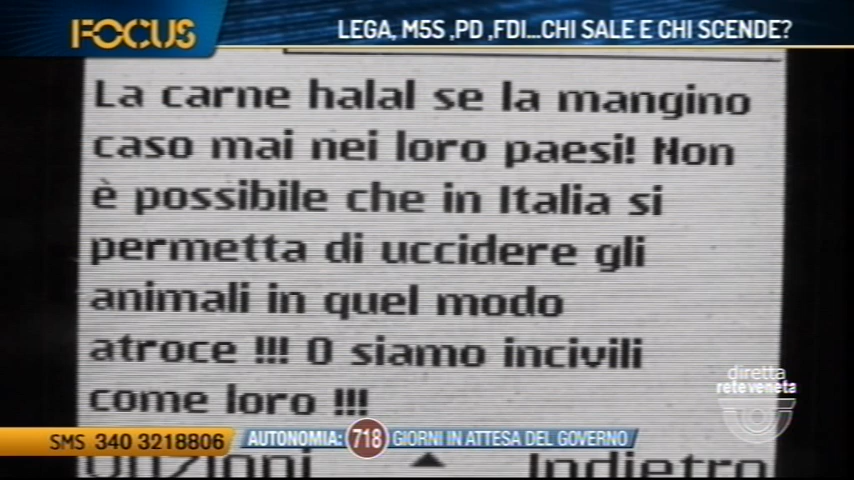 FOCUS
LEGA, M5S ,PD ,FDI...CHI SALE E CHI SCENDE?
La carne halal se la mangino
caso mai nei loro paesi! Non
è possibile che in Italia si
permetta di uccidere gli
animali in quel modo
atroce !!! O siamo incivili
come loro !!!
diretta
reteveneta
SMS 340 3218806
AUTONOMIA: 718 GIORNI IN ATTESA DEL GOVERNO
Opzioni Indietro